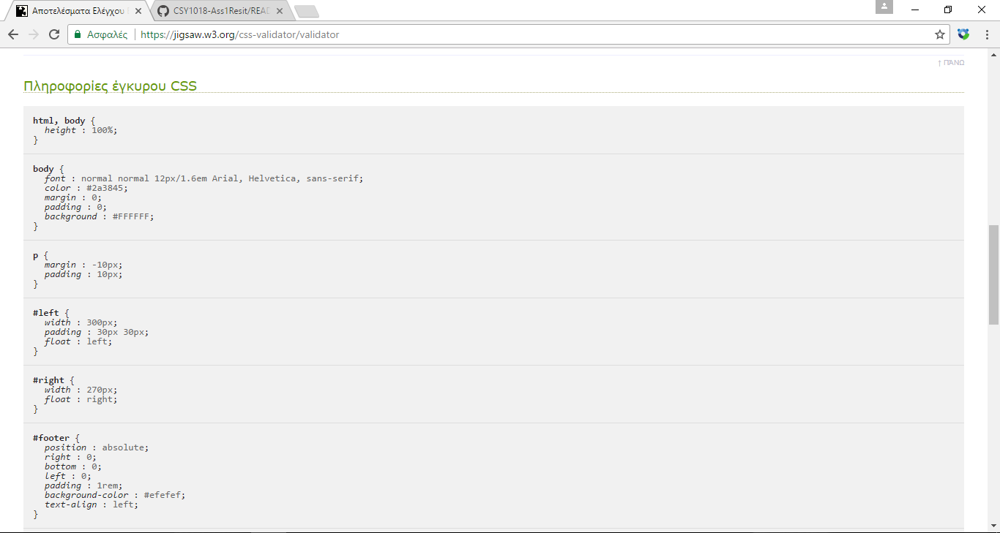 Αποτελέσματα Ελέγχου
CSY1018-Ass1Resit/READ
Ασφαλές
https://jigsaw.w3.org/css-validator/validator
↑ ΠΆΝΩ
Πληροφορίες έγκυρου CSS
html, body {
height : 100%;
}
body {
font : normal normal 12px/1.6em Arial, Helvetica, sans-serif;
color : #2a3845;
margin : 0;
padding : 0;
background : #FFFFFF;
}
p {
margin : -10px;
padding : 10px;
}
#left {
width : 300px;
padding : 30px 30px;
float : left;
}
#right {
width : 270px;
float : right;
}
#footer {
position : absolute;
right : 0;
bottom : 0;
left : 0;
padding : 1rem;
background-color : #efefef;
text-align : left;
}